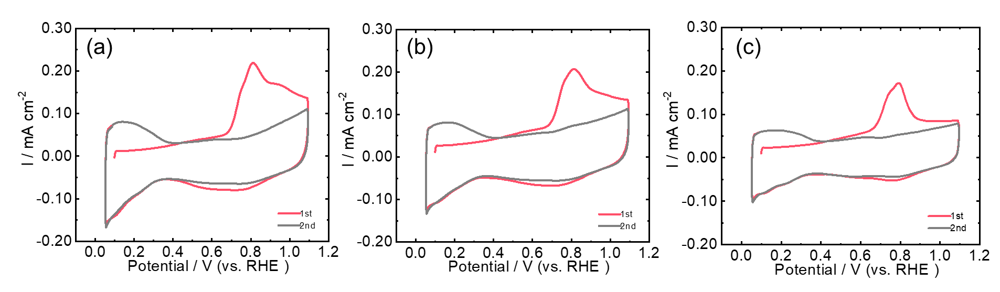 (a)
0.30
0.20
0.10
0.00
-0.10
-0.20
I / mA cm-2
0.0 0.2 0.4 0.6 0.8 1.0 1.2
Potential / V (vs. RHE )
1st
2nd
(b)
0.30
0.20
0.10
0.00
-0.10
-0.20
I / mA cm-2
0.0 0.2 0.4 0.6 0.8 1.0 1.2
Potential / V (vs. RHE )
1st
2nd
(c)
0.30
0.20
0.10
0.00
-0.10
-0.20
I / mA cm-2
0.0 0.2 0.4 0.6 0.8 1.0 1.2
Potential / V (vs. RHE )
1st
2nd